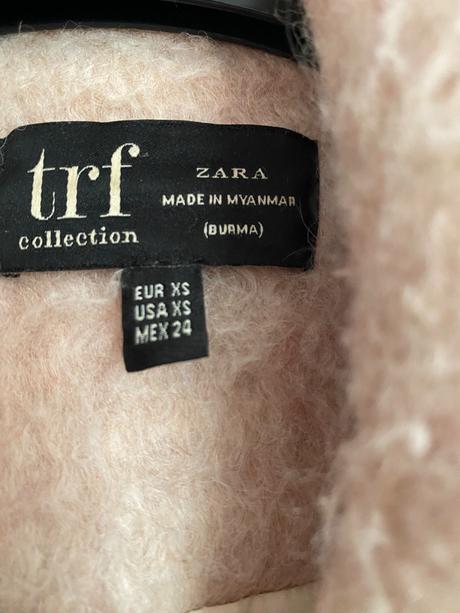 trf
collection
ZARA
MADE IN MYANMAR
(BURMA)
EUR XS
USA XS
MEX 24